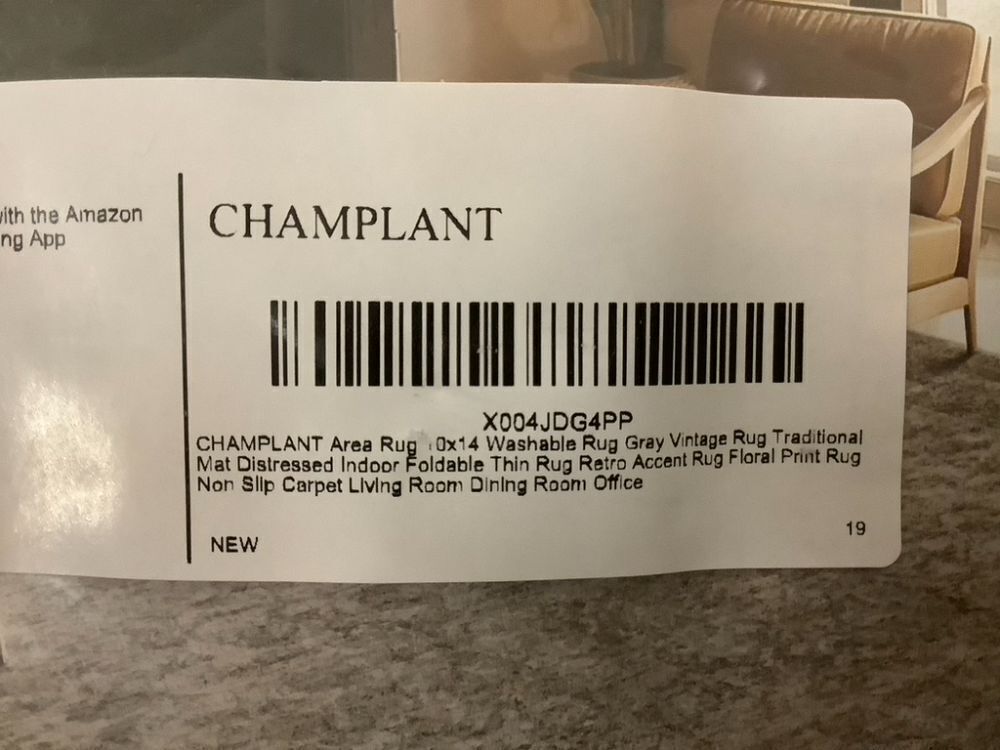 with the Amazon
ng App
CHAMPLANT
X004JDG4PP
CHAMPLANT Area Rug 10x14 Washable Rug Gray Vintage Rug Traditional
Mat Distressed Indoor Foldable Thin Rug Retro Accent Rug Floral Print Rug
Non Slip Carpet Living Room Dining Room Office
NEW
19